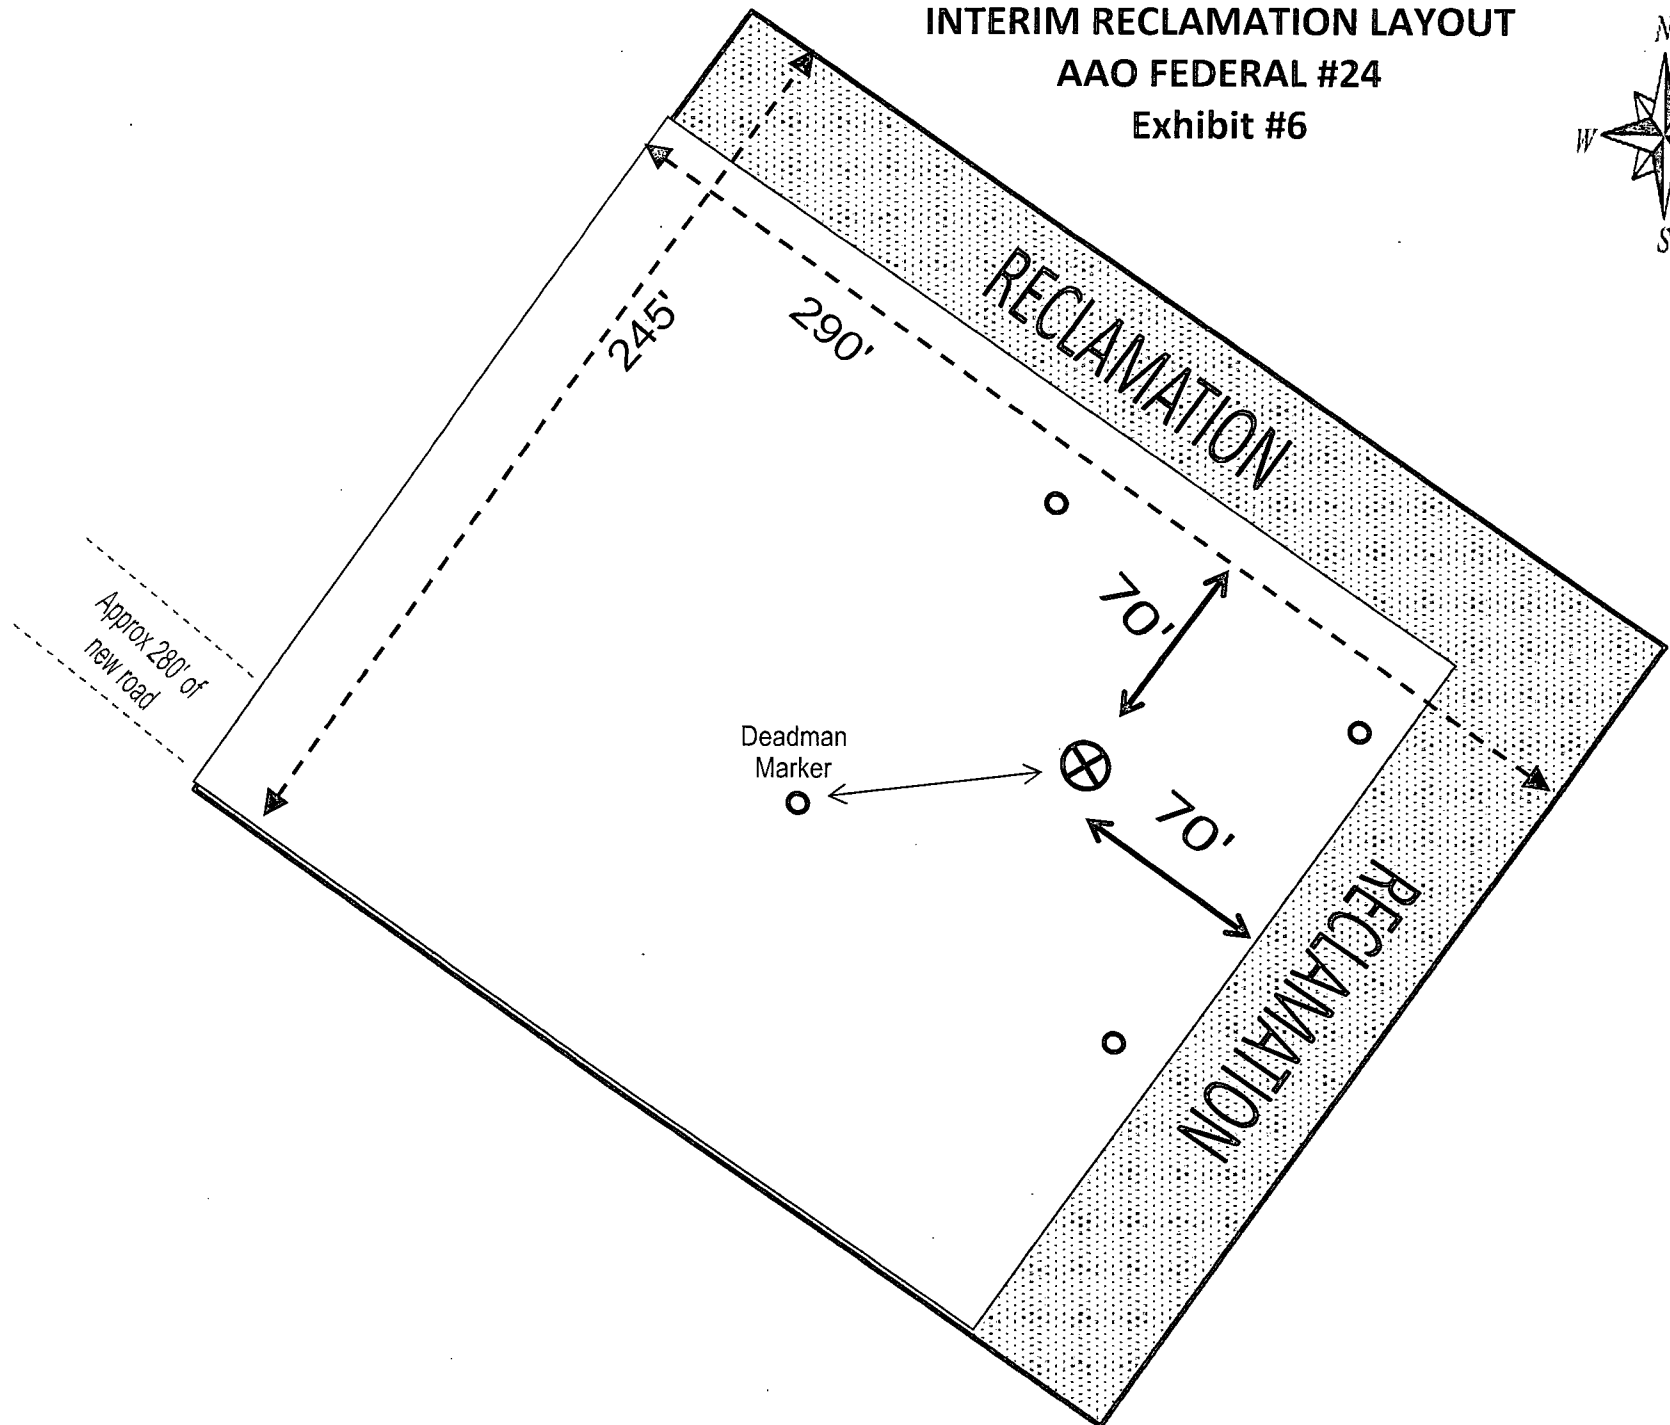 INTERIM RECLAMATION LAYOUT
AAO FEDERAL #24
Exhibit #6
N
W
S
RECLAMATION
245'
290'
70'
Approx 280' of
new road
Deadman
Marker
70'
RECLAMATION